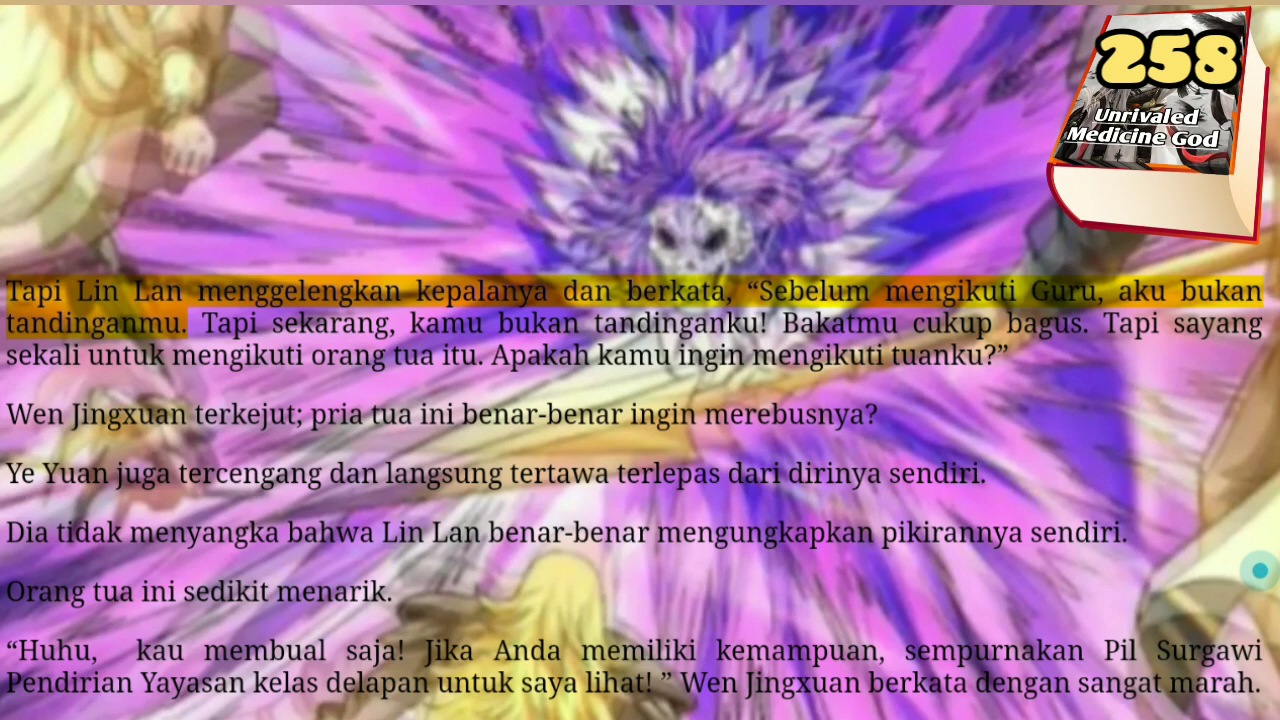 258
Unrivaled
Medicine God
Tapi Lin Lan menggelengkan kepalanya dan berkata, “Sebelum mengikuti Guru, aku bukan
tandinganmu. Tapi sekarang, kamu bukan tandinganku! Bakatmu cukup bagus. Tapi sayang
sekali untuk mengikuti orang tua itu. Apakah kamu ingin mengikuti tuanku?”
Wen Jingxuan terkejut; pria tua ini benar-benar ingin merebusnya?
Ye Yuan juga tercengang dan langsung tertawa terlepas dari dirinya sendiri.
Dia tidak menyangka bahwa Lin Lan benar-benar mengungkapkan pikirannya sendiri.
Orang tua ini sedikit menarik.
“Huhu, kau membual saja! Jika Anda memiliki kemampuan, sempurnakan Pil Surgawi
Pendirian Yayasan kelas delapan untuk saya lihat! ” Wen Jingxuan berkata dengan sangat marah.